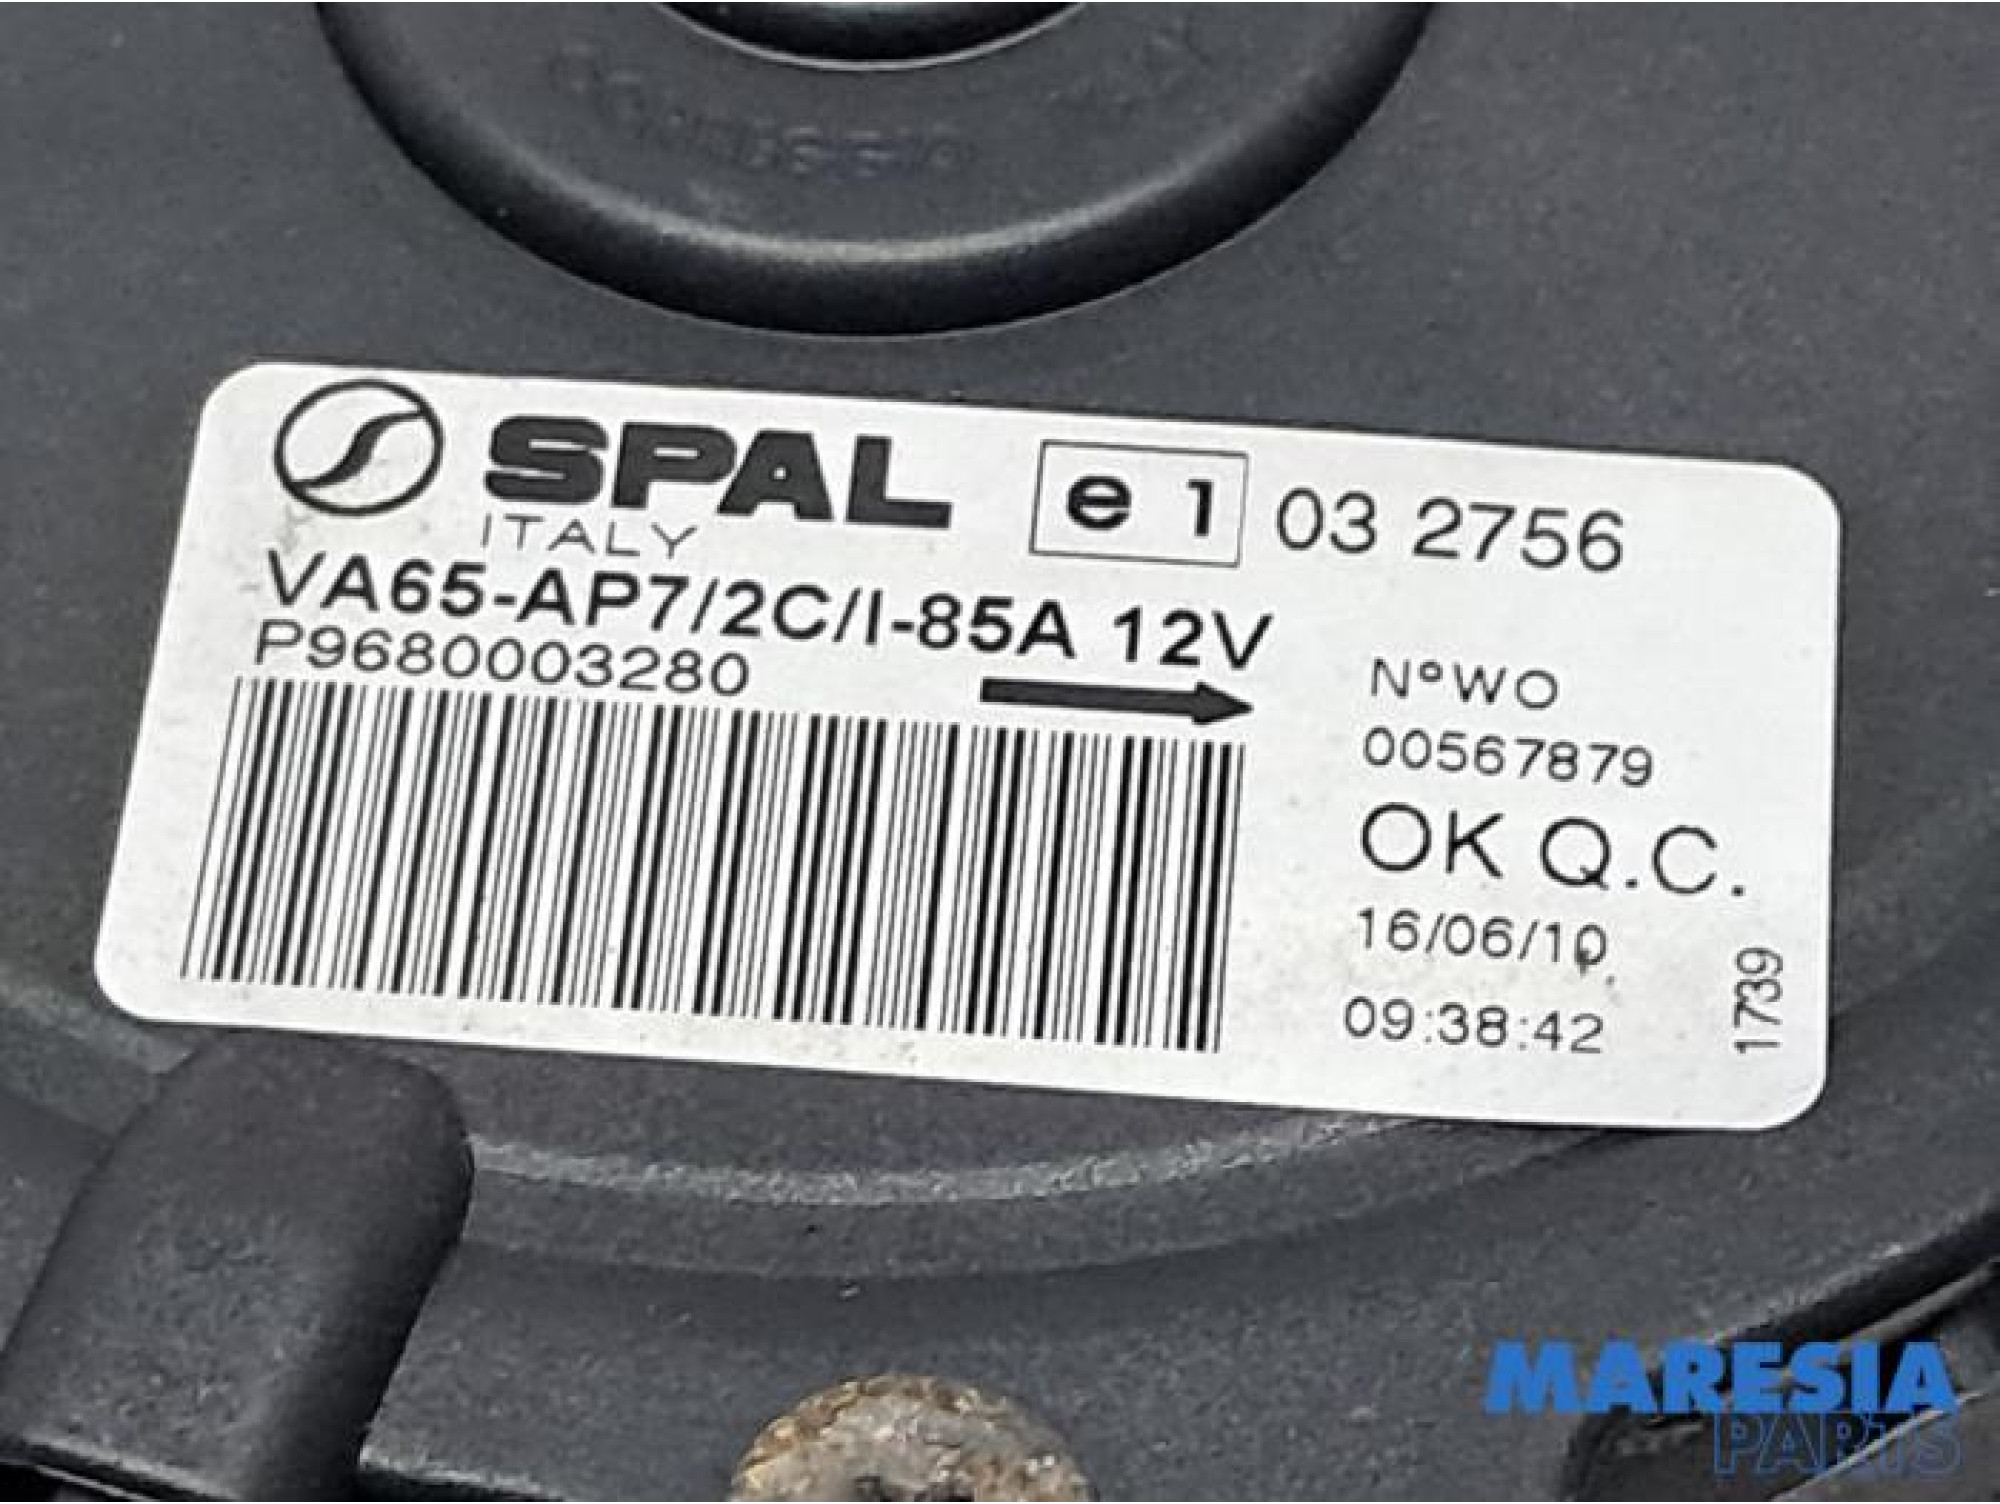 SPAL
ITALY
e 1 03 2756
VA65-AP7/2C/I-85A 12V
P9680003280
N°WO
00567879
OK Q.C.
16/06/10
09:38:42
1739
MARESIA
PARTS